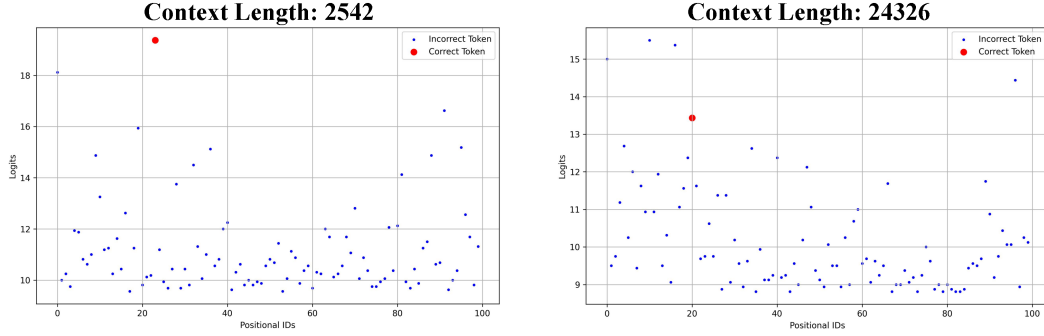 Context Length: 2542
Incorrect Token
Correct Token
18
16
14
12
10
Logits
0 20 40 60 80 100
Positional IDs
Context Length: 24326
Incorrect Token
Correct Token
15
14
13
12
11
10
9
Logits
0 20 40 60 80 100
Positional IDs